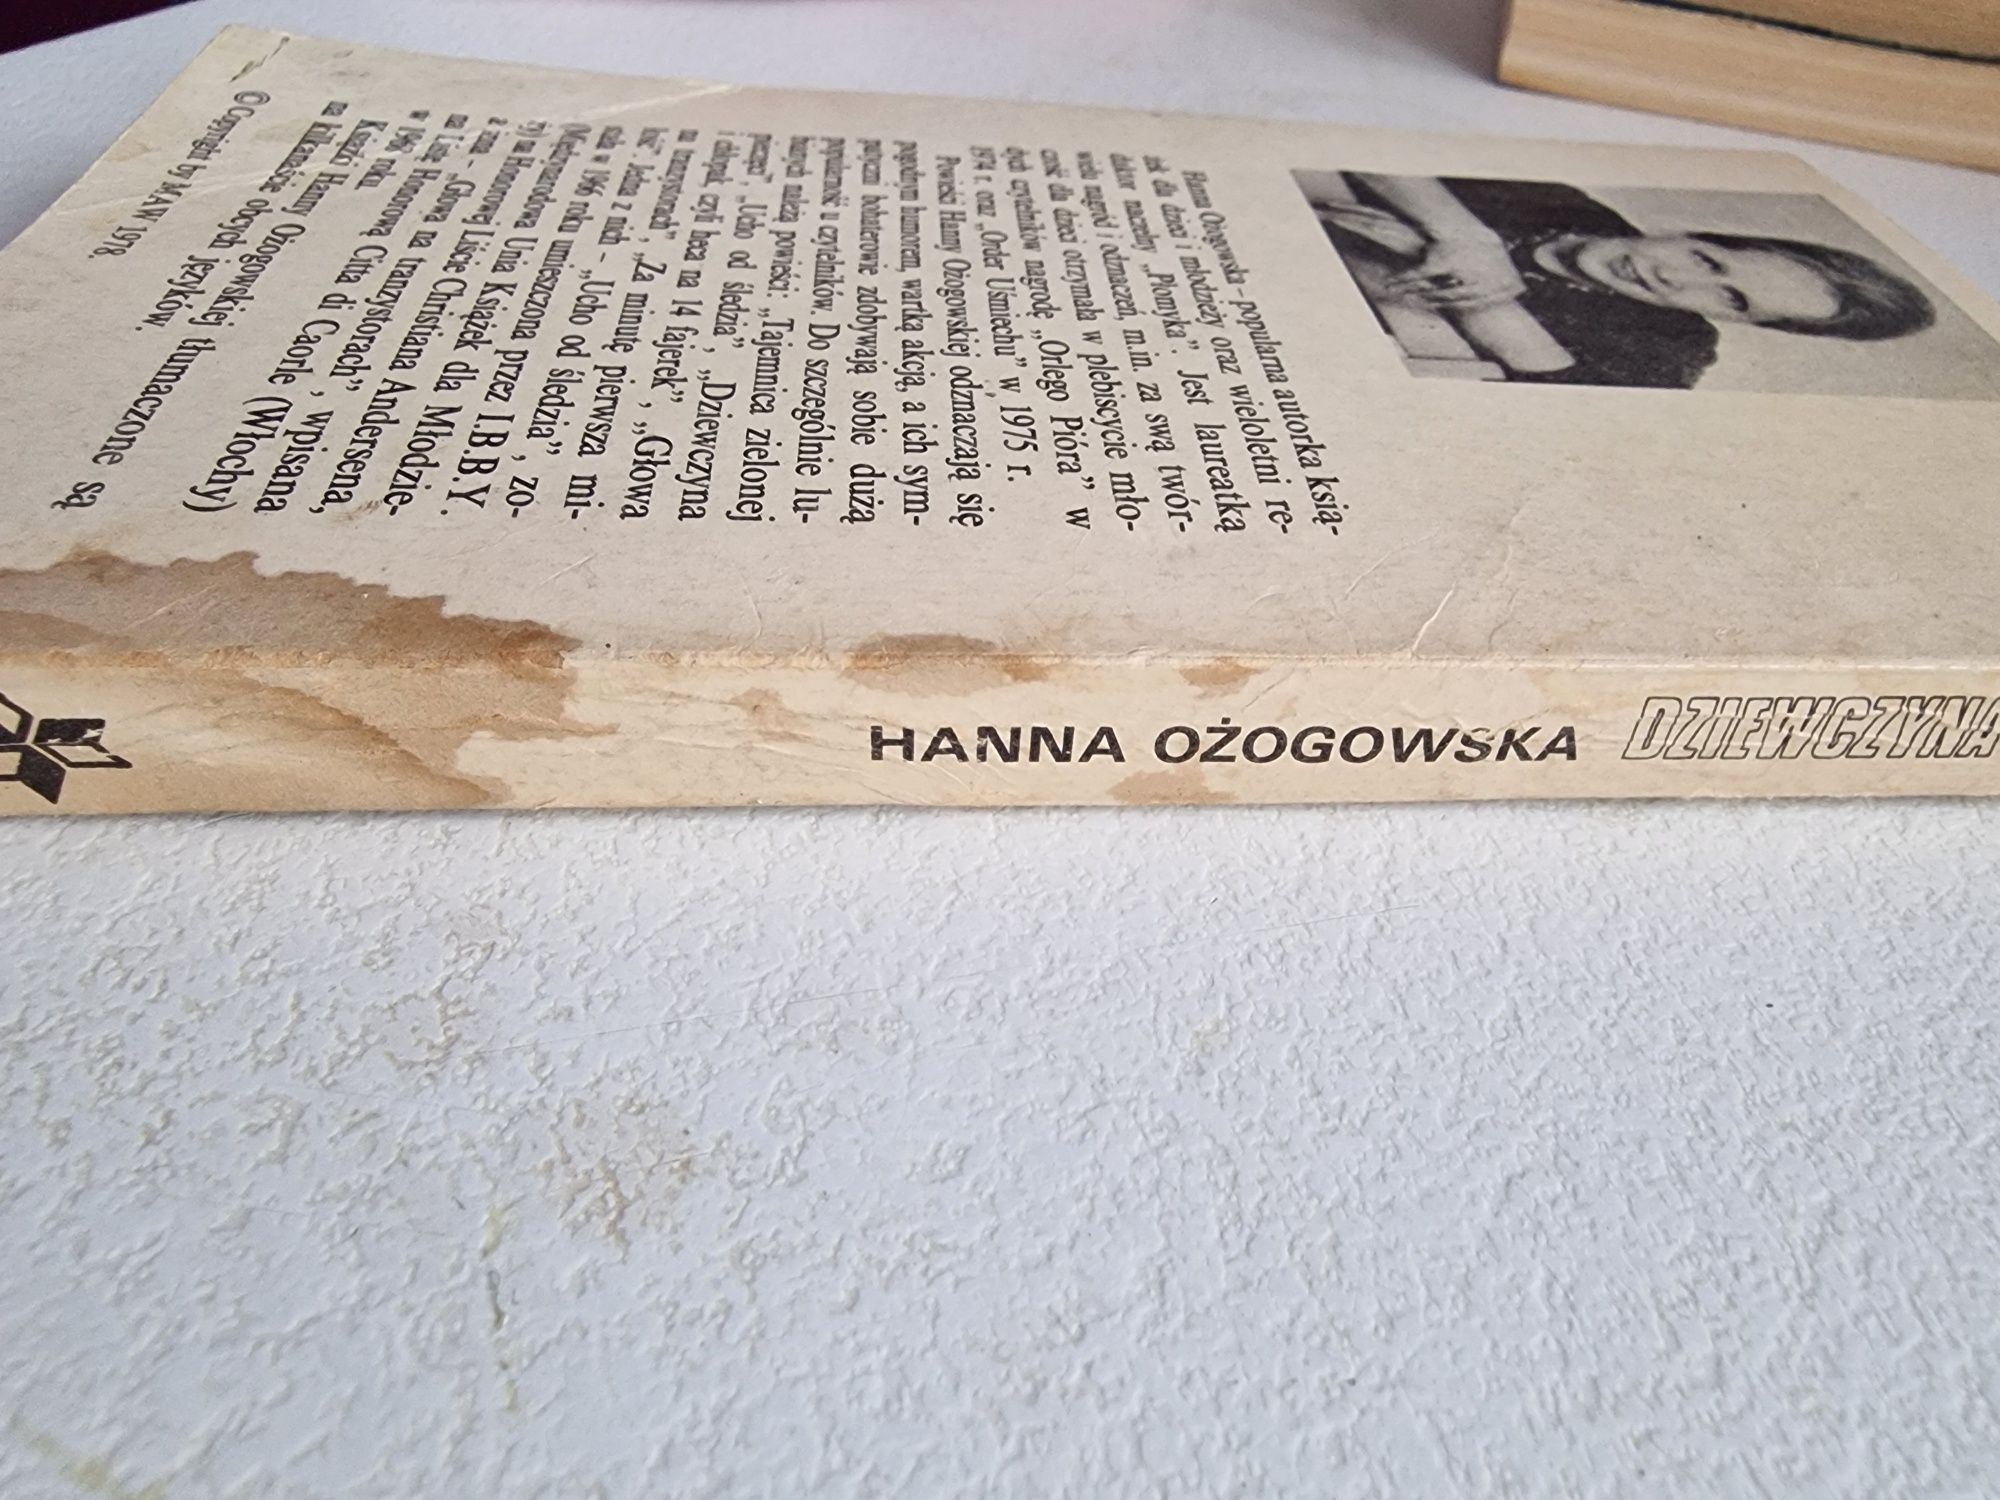 Hanna Ożogowska – popularna autorka ksią-
żek dla dzieci i młodzieży oraz wieloletni re-
daktor naczelny „Płomyka". Jest laureatką
wielu nagród i odznaczeń, m.in. za swą twór-
czość dla dzieci otrzymała w plebiscycie mło-
dych czytelników nagrodę „Orlego Pióra" w
1974 r. oraz „Order Uśmiechu" w 1975 r.
Powieści Hanny Ożogowskiej odznaczają się
pogodnym humorem, wartką akcją, a ich sym-
patyczni bohaterowie zdobywają sobie dużą
popularność u czytelników. Do szczególnie lu-
bianych należą powieści: „Tajemnica zielonej
pieczęci", „Ucho od śledzia", „Dziewczyna
i chłopak, czyli heca na 14 fajerek", „Głowa
na tranzystorach", „Za minutę pierwsza mi-
łość". Jedna z nich – „Ucho od śledzia", zo-
stała w 1966 roku umieszczona przez I.B.B.Y.
(Międzynarodowa Unia Książek dla Młodzie-
ży) na Honorowej Liście Christiana Andersena,
a inna – „Głowa na tranzystorach", wpisana
na Listę Honorową Citta di Caorle (Włochy)
w 1968 roku.
Książki Hanny Ożogowskiej tłumaczone są
na kilkanaście obcych języków.
© Copyright by MAW 1978.
HANNA OŻOGOWSKA DZIEWCZYNA